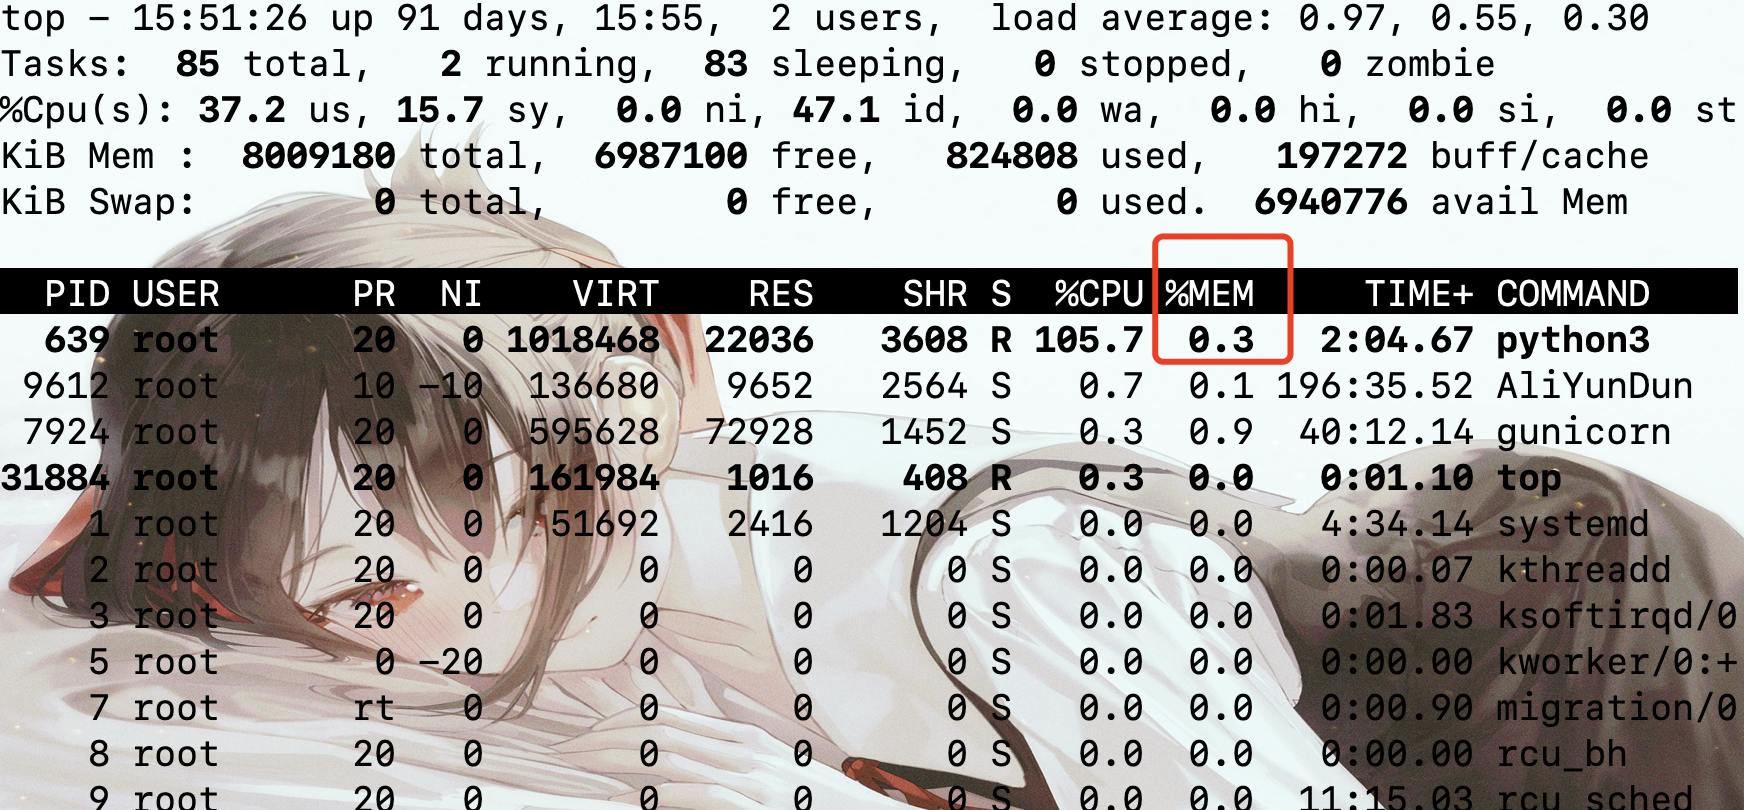 top – 15:51:26 up 91 days, 15:55,  2 users,  load average: 0.97, 0.55, 0.30
Tasks:  85 total,   2 running,  83 sleeping,   0 stopped,   0 zombie
%Cpu(s): 37.2 us, 15.7 sy,  0.0 ni, 47.1 id,  0.0 wa,  0.0 hi,  0.0 si,  0.0 st
KiB Mem :  8009180 total,  6987100 free,   824808 used,   197272 buff/cache
KiB Swap:        0 total,        0 free,        0 used.  6940776 avail Mem
PID USER      PR  NI    VIRT    RES    SHR S  %CPU %MEM     TIME+ COMMAND
639 root      20   0 1018468  22036   3608 R 105.7  0.3   2:04.67 python3
9612 root      10 –10  136680   9652   2564 S   0.7  0.1 196:35.52 AliYunDun
7924 root      20   0  595628  72928   1452 S   0.3  0.9  40:12.14 gunicorn
31884 root      20   0  161984   1016    408 R   0.3  0.0   0:01.10 top
1 root      20   0   51692   2416   1204 S   0.0  0.0   4:34.14 systemd
2 root      20   0       0      0      0 S   0.0  0.0   0:00.07 kthreadd
3 root      20   0       0      0      0 S   0.0  0.0   0:01.83 ksoftirqd/0
5 root       0 –20       0      0      0 S   0.0  0.0   0:00.00 kworker/0:+
7 root      rt   0       0      0      0 S   0.0  0.0   0:00.90 migration/0
8 root      20   0       0      0      0 S   0.0  0.0   0:00.00 rcu_bh
9 root      20   0       0      0      0 S   0.0  0.0  11:15.03 rcu_sched